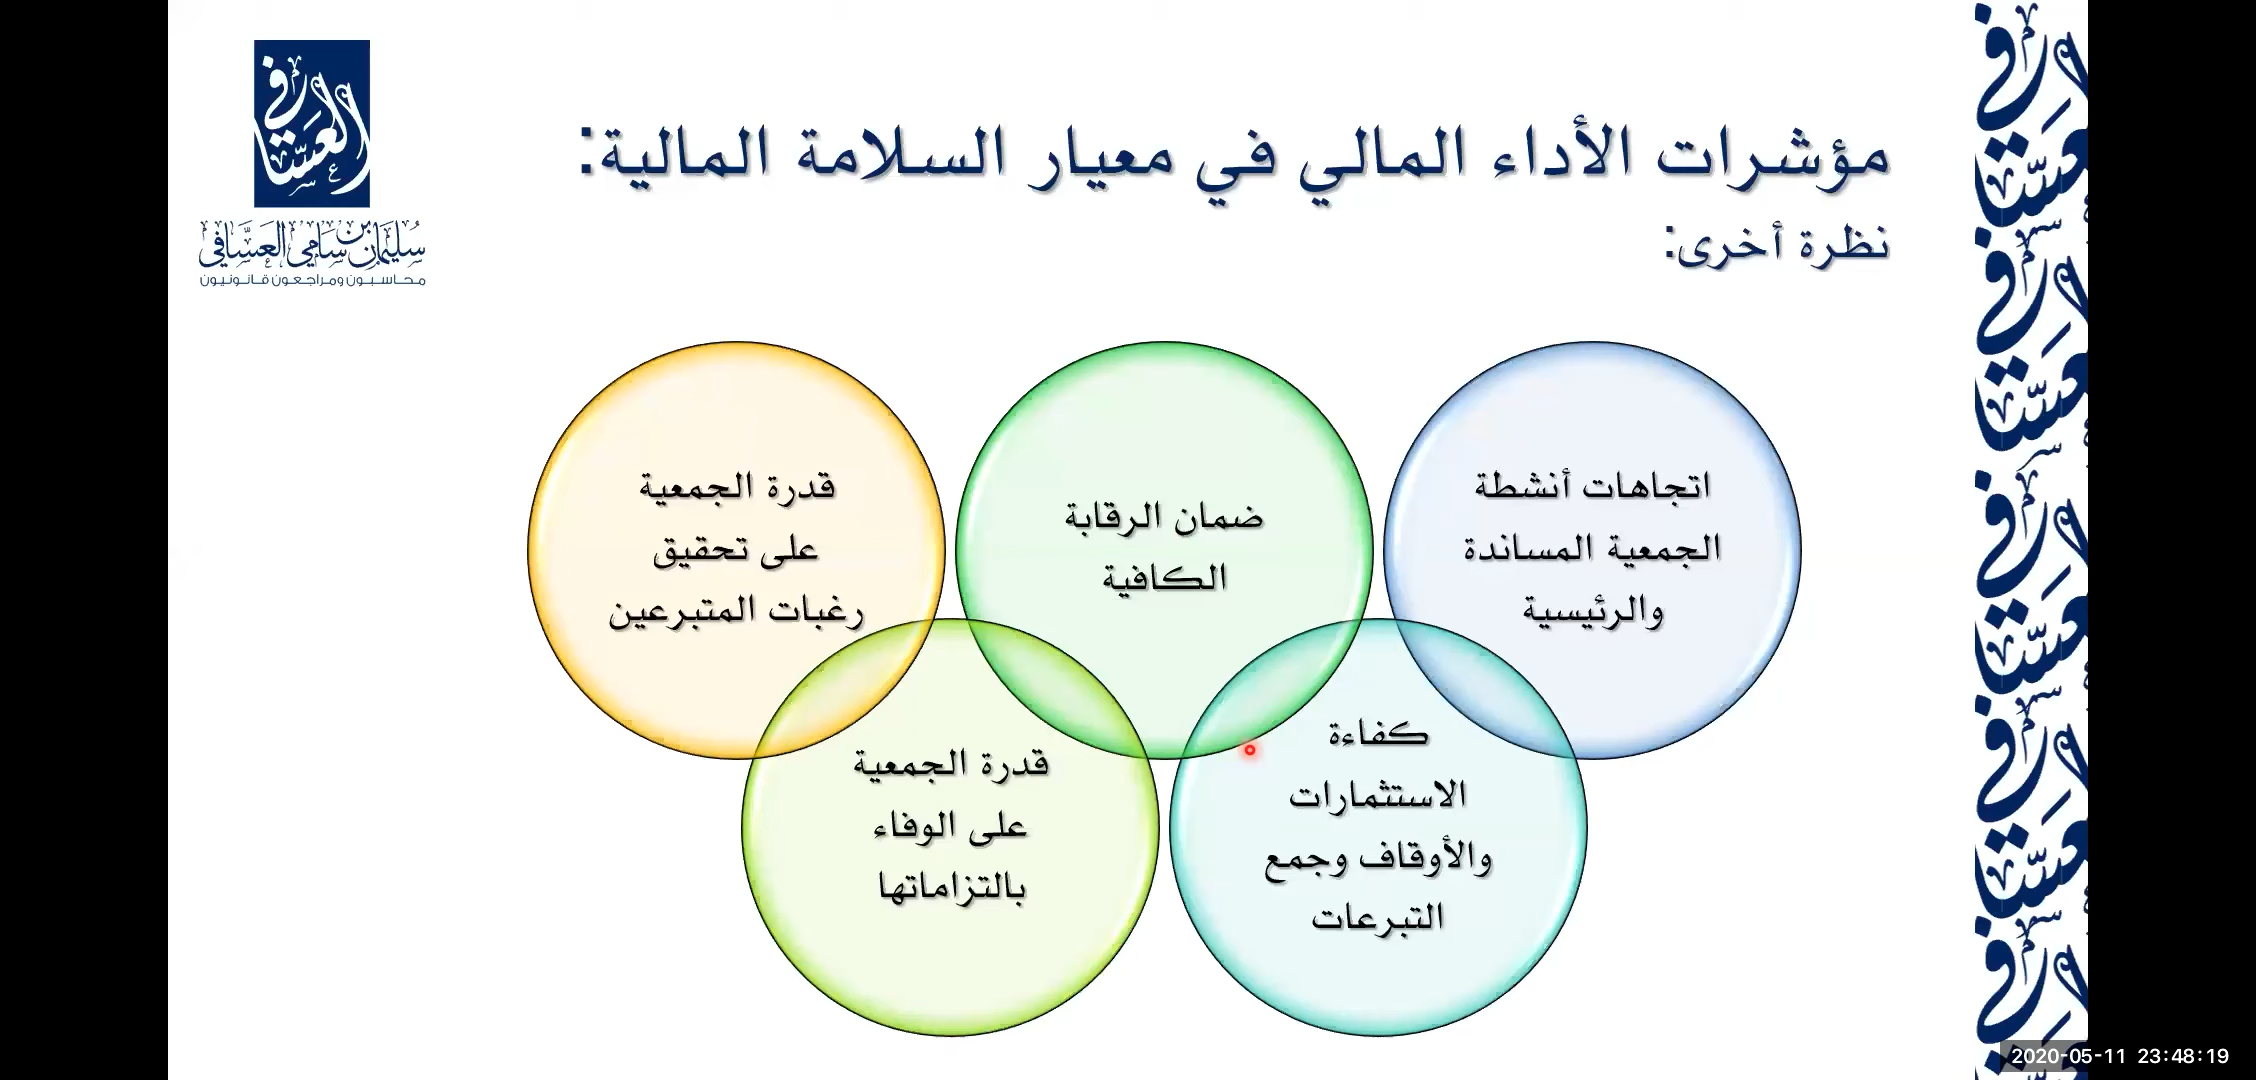 مؤشرات الأداء المالي في معيار السلامة المالية:
نظرة أخرى:
العسافي
سليمان بن سامي العسافي
محاسبون ومراجعون قانونيون
اتجاهات أنشطة
الجمعية المساندة
والرئيسية
كفاءة
الاستثمارات
والأوقاف وجمع
التبرعات
ضمان الرقابة
الكافية
قدرة الجمعية
على الوفاء
بالتزاماتها
قدرة الجمعية
على تحقيق
رغبات المتبرعين
2020-05-11 23:48:19